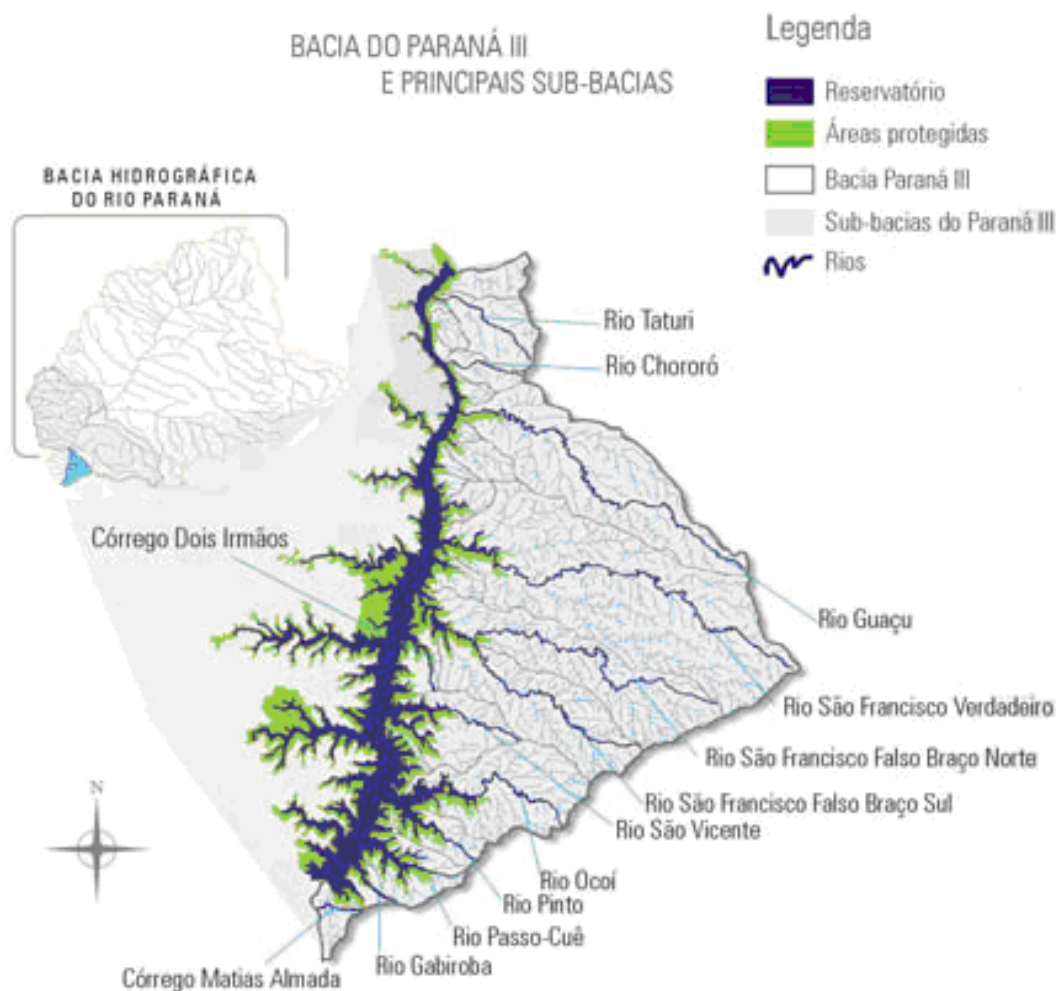 BACIA DO PARANÁ III
E PRINCIPAIS SUB-BACIAS
Legenda
Reservatório
Áreas protegidas
Bacia Paraná III
Sub-bacias do Paraná III
Rios
BACIA HIDROGRÁFICA
DO RIO PARANÁ
Rio Taturi
Rio Chororó
Córrego Dois Irmãos
Rio Guaçu
Rio São Francisco Verdadeiro
Rio São Francisco Falso Braço Norte
Rio São Francisco Falso Braço Sul
Rio São Vicente
N
Rio Ocoí
Rio Pinto
Rio Passo-Cuê
Rio Gabiroba
Córrego Matias Almada